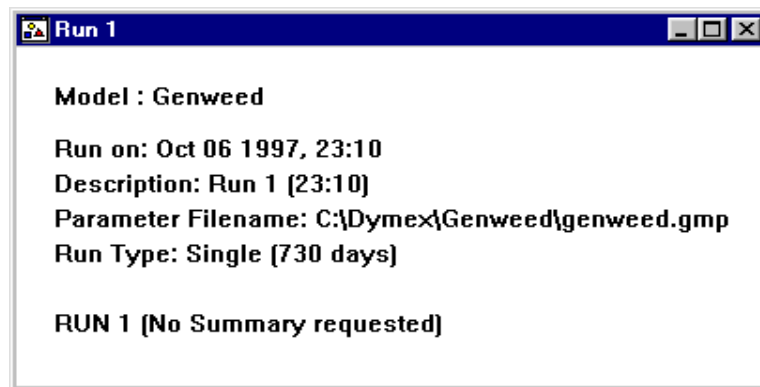 Run 1
Model : Genweed
Run on: Oct 06 1997, 23:10
Description: Run 1 (23:10)
Parameter Filename: C:\Dymex\Genweed\genweed.gmp
Run Type: Single (730 days)
RUN 1 (No Summary requested)